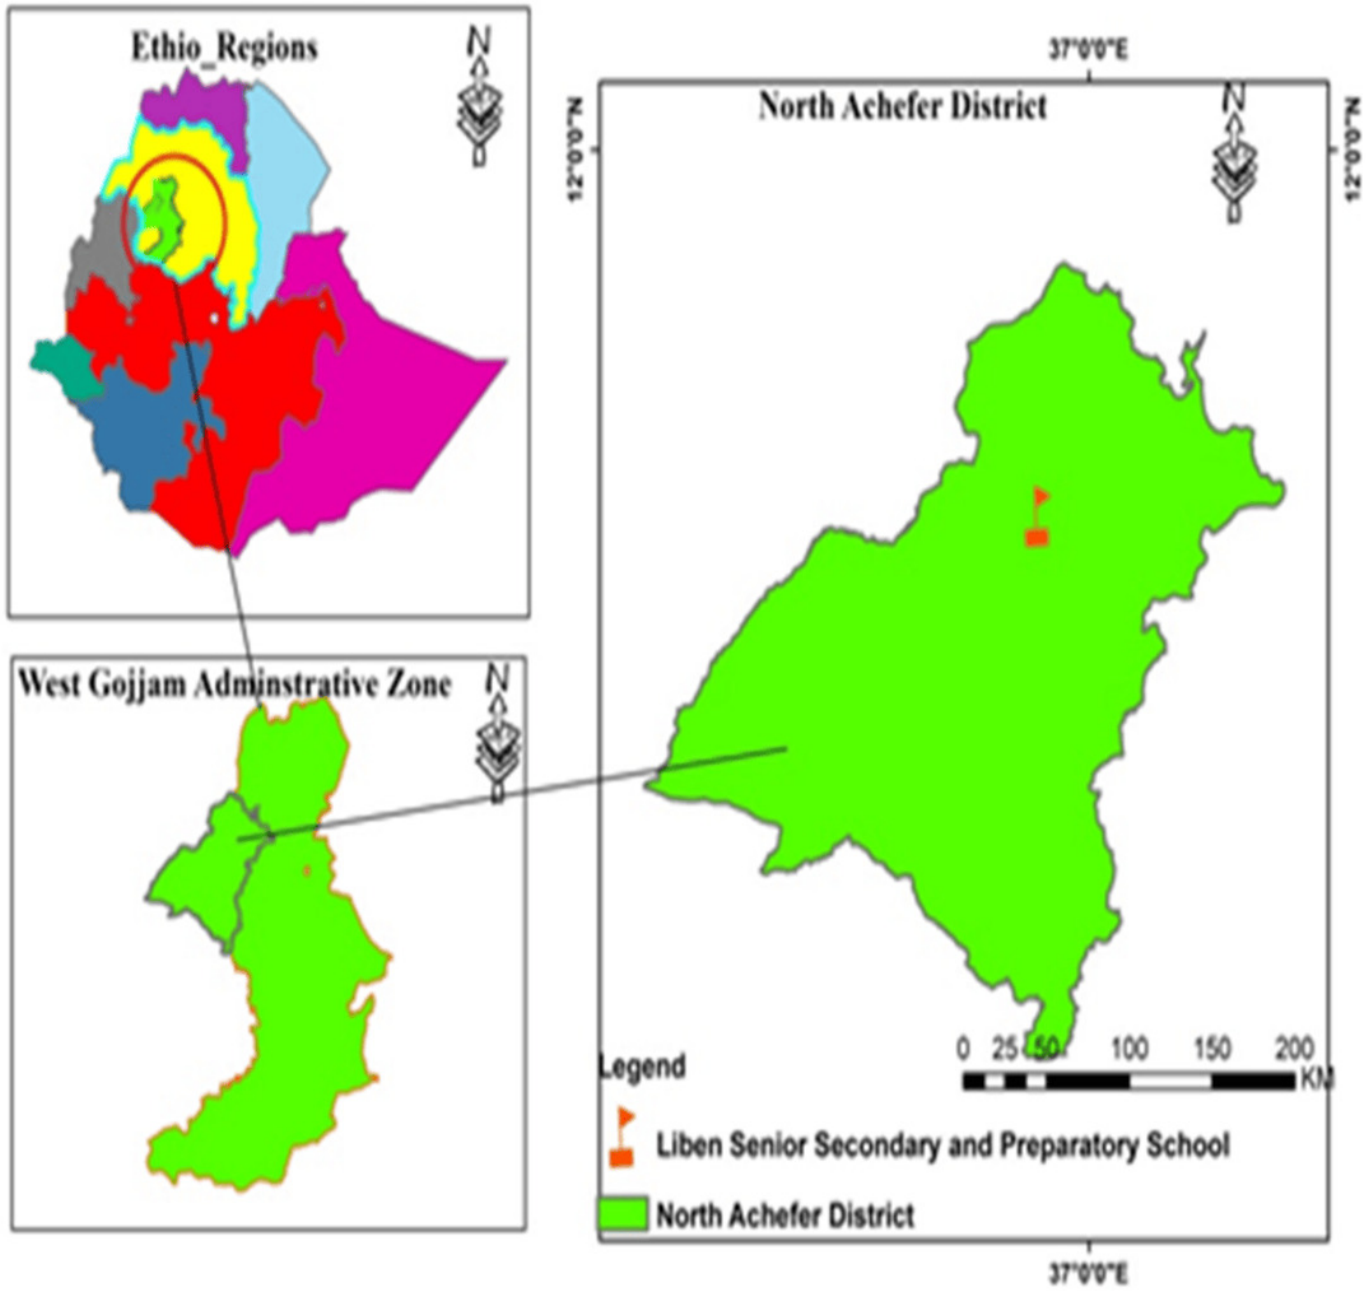 Ethio_Regions
N
West Gojjam Adminstrative Zone
N
37°0'0"E
12°0'0"N
12°0'0"N
North Achefer District
N
0 25 50 100 150 200
KM
Legend
Liben Senior Secondary and Preparatory School
North Achefer District
37°0'0"E